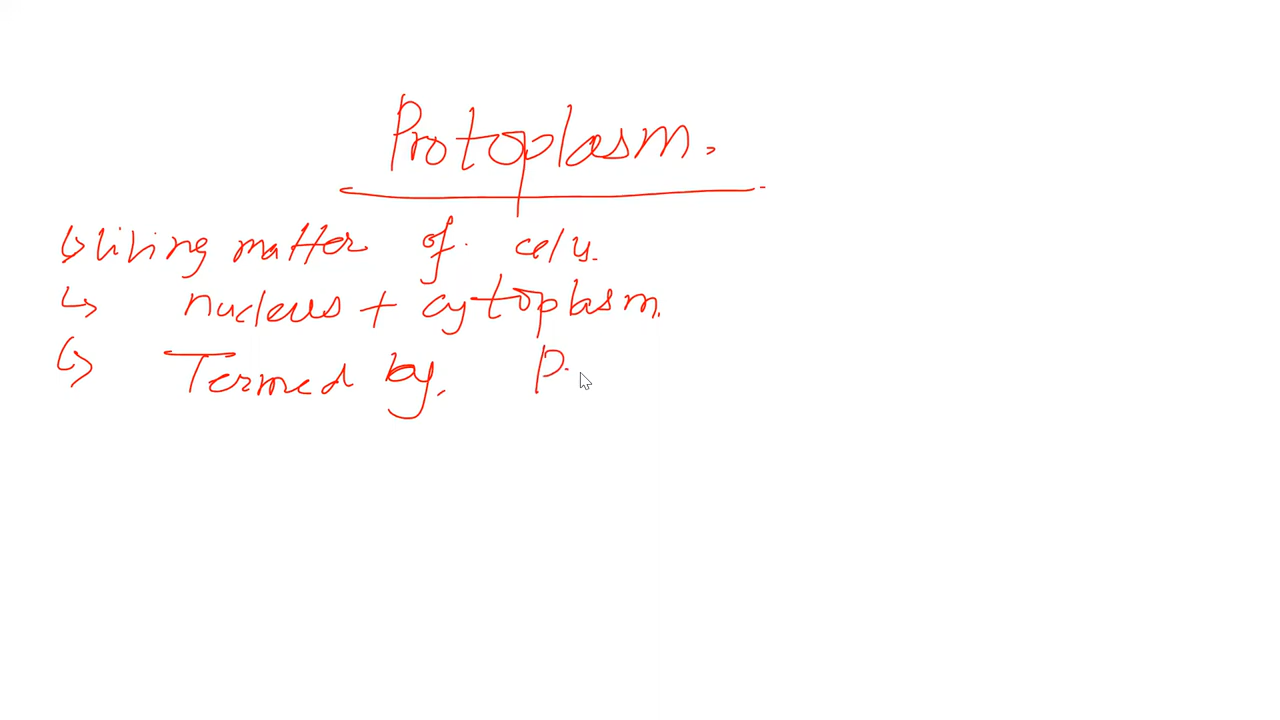 Protoplasm.
↳ living matter of cells.
↳ nucleus + cytoplasm.
↳ Termed by. P.